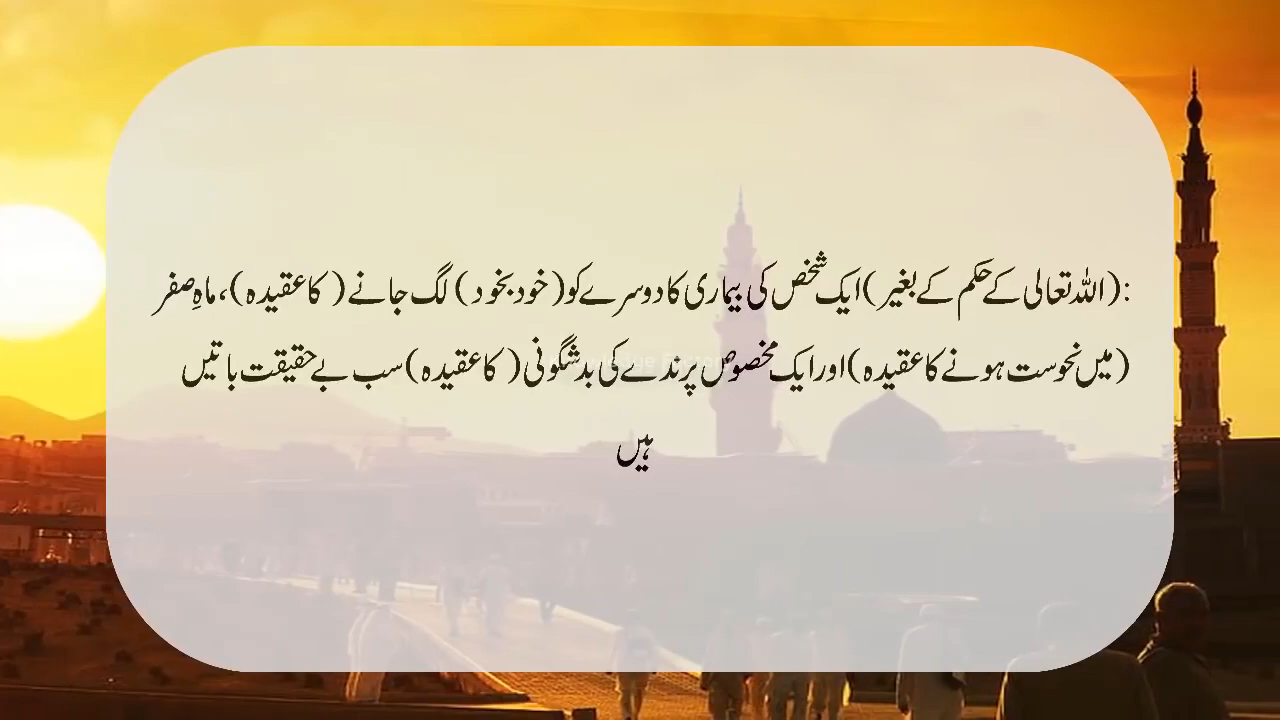 :(اللہ تعالی کے حکم کے بغیر) ایک شخص کی بیماری کا دوسرے کو (خود بخود) لگ جانے (کا عقیدہ)، ماہِ صفر
(میں نحوست ہونے کا عقیدہ) اور ایک مخصوص پرندے کی بدشگونی (کا عقیدہ) سب بے حقیقت باتیں
ہیں